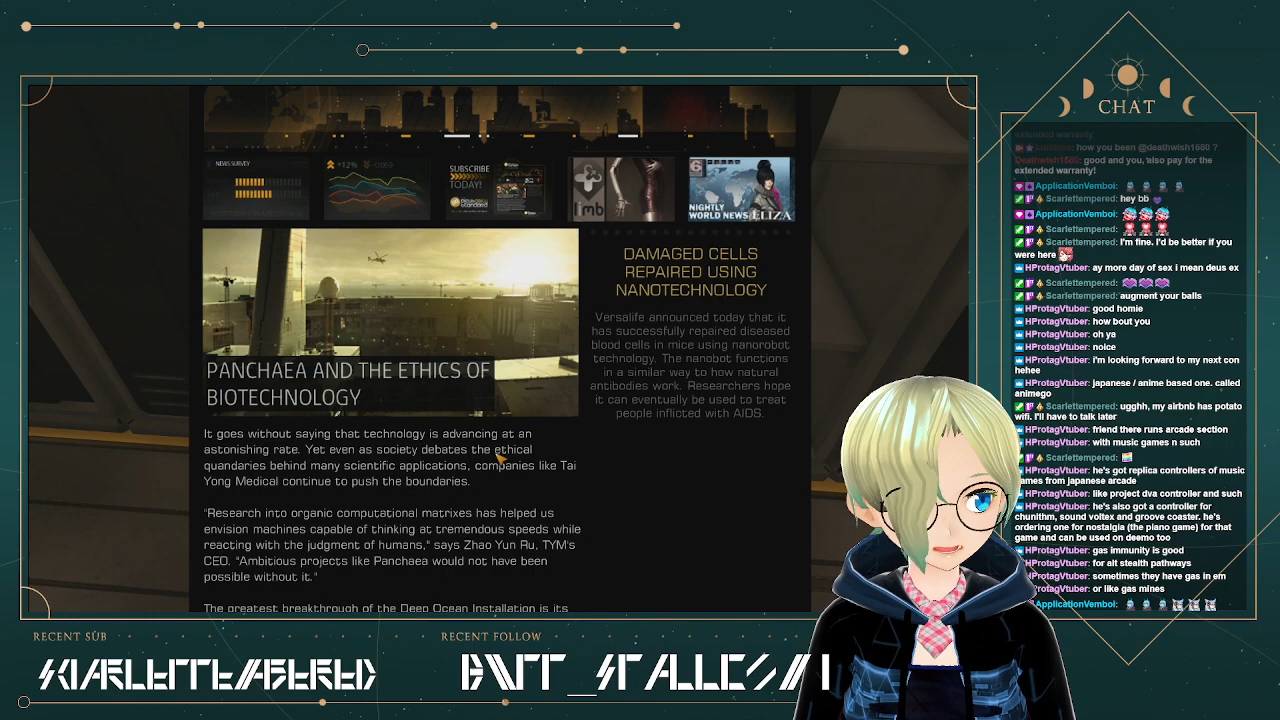 CHAT
extended warranty
how you been @deathwish1680 ?
Deathwish1680: good and you, also pay for the
extended warranty!
ApplicationVemboi:
Scarlettempered: hey bb
ApplicationVemboi:
Scarlettempered:
Scarlettempered: I'm fine. I'd be better if you
were here
HProtagVtuber: ay more day of sex i mean deus ex
Scarlettempered:
Scarlettempered: augment your balls
HProtagVtuber: good homie
HProtagVtuber: how bout you
HProtagVtuber: oh ya
HProtagVtuber: noice
HProtagVtuber: i'm looking forward to my next con
hehee
HProtagVtuber: japanese / anime based one. called
animego
Scarlettempered: ugghh, my airbnb has potato
wifi. I'll have to talk later
HProtagVtuber: friend there runs arcade section
HProtagVtuber: with music games n such
Scarlettempered:
HProtagVtuber: he's got replica controllers of music
games from japanese arcade
HProtagVtuber: like project dva controller and such
HProtagVtuber: he's also got a controller for
chunithm, sound voltex and groove coaster. he's
ordering one for nostalgia (the piano game) for that
game and can be used on deemo too
HProtagVtuber: gas immunity is good
HProtagVtuber: for alt stealth pathways
HProtagVtuber: sometimes they have gas in em
HProtagVtuber: or like gas mines
ApplicationVemboi:
NEWS SURVEY
+12%
SUBSCRIBE
TODAY!
limb
6
NIGHTLY
WORLD NEWS ELIZA
PANCHAEA AND THE ETHICS OF
BIOTECHNOLOGY
It goes without saying that technology is advancing at an
astonishing rate. Yet even as society debates the ethical
quandaries behind many scientific applications, companies like Tai
Yong Medical continue to push the boundaries.
"Research into organic computational matrixes has helped us
envision machines capable of thinking at tremendous speeds while
reacting with the judgment of humans," says Zhao Yun Ru, TYM's
CEO. "Ambitious projects like Panchaea would not have been
possible without it."
The greatest breakthrough of the Deep Ocean Installation is its
DAMAGED CELLS
REPAIRED USING
NANOTECHNOLOGY
Versalife announced today that it
has successfully repaired diseased
blood cells in mice using nanorobot
technology. The nanobot functions
in a similar way to how natural
antibodies work. Researchers hope
it can eventually be used to treat
people inflicted with AIDS.
RECENT SUB
RECENT FOLLOW